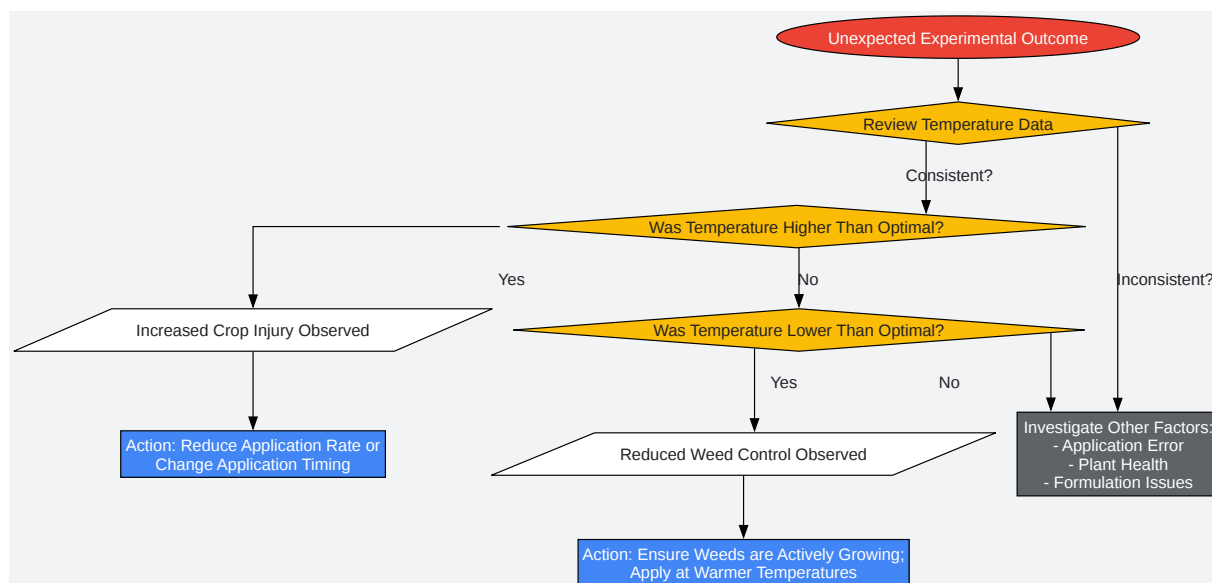 Unexpected Experimental Outcome
Review Temperature Data
Consistent?
Was Temperature Higher Than Optimal?
Yes
No
Inconsistent?
Increased Crop Injury Observed
Was Temperature Lower Than Optimal?
Yes
No
Action: Reduce Application Rate or
Change Application Timing
Reduced Weed Control Observed
Investigate Other Factors:
- Application Error
- Plant Health
- Formulation Issues
Action: Ensure Weeds are Actively Growing;
Apply at Warmer Temperatures